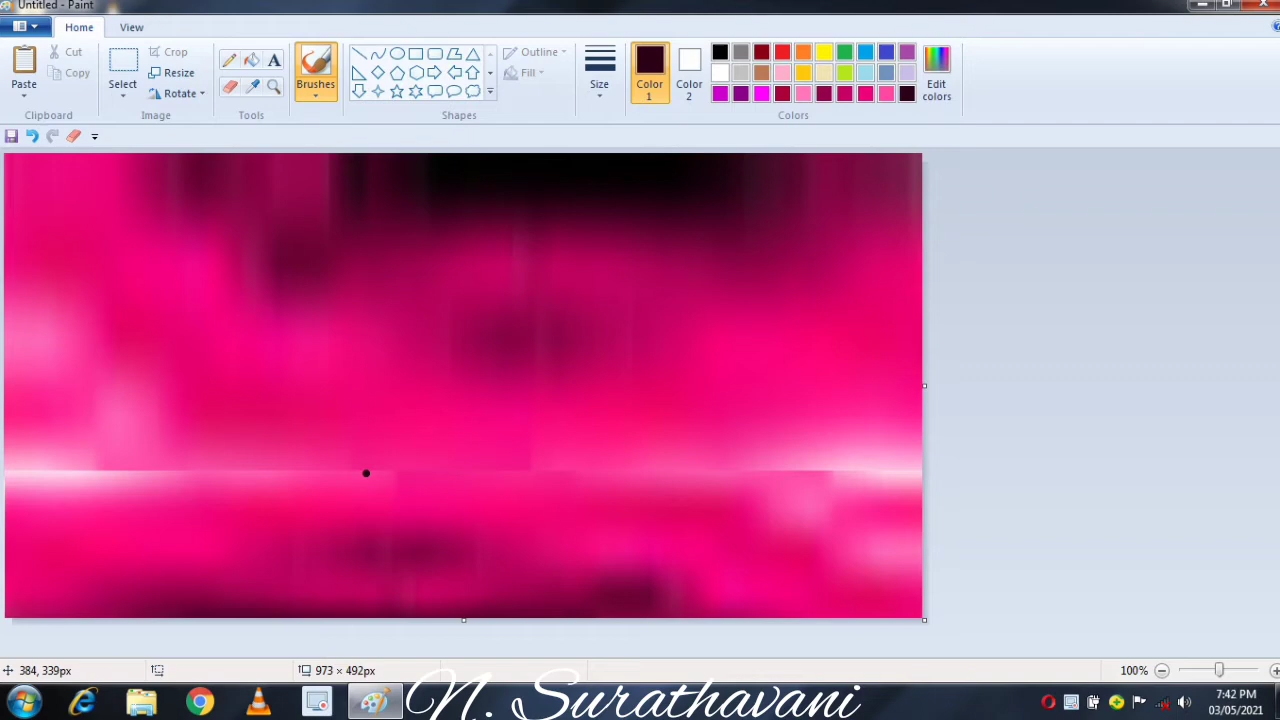 Untitled - Paint
Home View
Paste
Cut
Copy
Clipboard
Select
Crop
Resize
Rotate
Image
Tools
Brushes
Outline
Fill
Shapes
Size
Color 1
Color 2
Edit colors
Colors
384, 339px
973 × 492px
100%
N. Surathavani
7:42 PM
03/05/2021